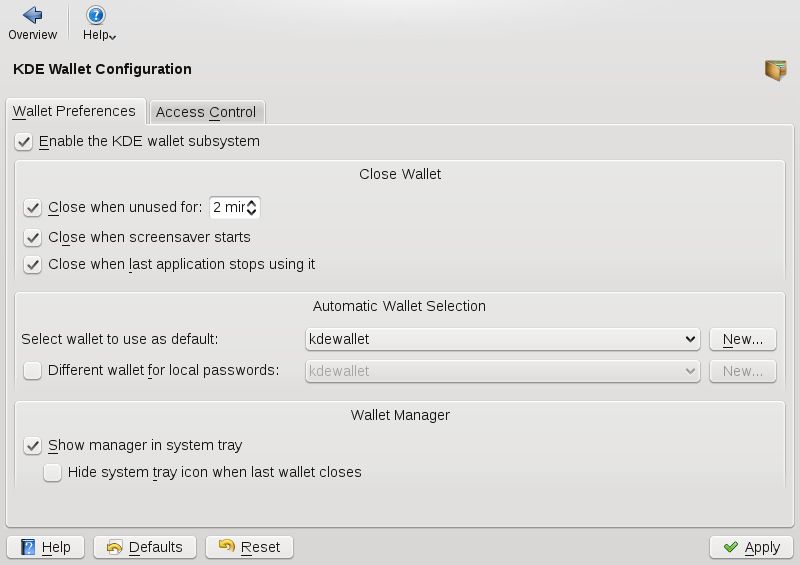 Overview
Help
KDE Wallet Configuration
Wallet Preferences
Access Control
Enable the KDE wallet subsystem
Close Wallet
Close when unused for: 2 min
Close when screensaver starts
Close when last application stops using it
Automatic Wallet Selection
Select wallet to use as default: kdewallet New...
Different wallet for local passwords: kdewallet New...
Wallet Manager
Show manager in system tray
Hide system tray icon when last wallet closes
Help Defaults Reset Apply